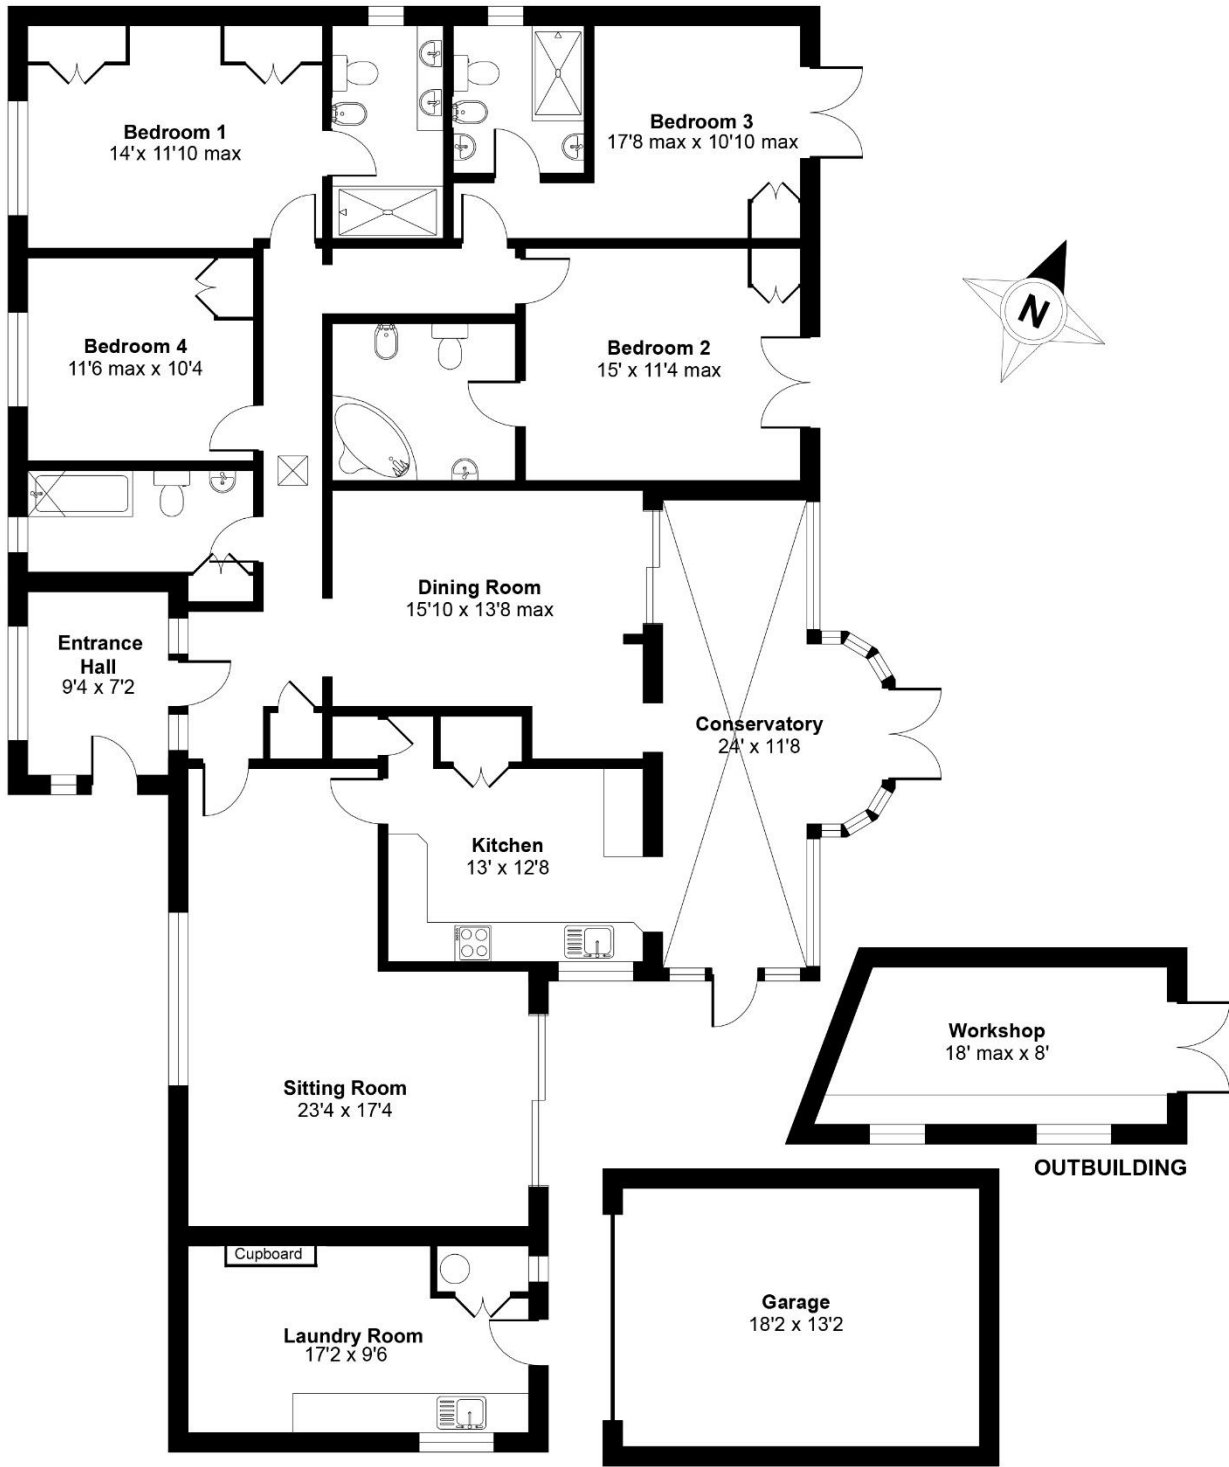 Bedroom 1
14'x 11'10 max
Bedroom 3
17'8 max x 10'10 max
Bedroom 4
11'6 max x 10'4
Bedroom 2
15' x 11'4 max
N
Dining Room
15'10 x 13'8 max
Entrance
Hall
9'4 x 7'2
Conservatory
24' x 11'8
Kitchen
13' x 12'8
Workshop
18' max x 8'
OUTBUILDING
Sitting Room
23'4 x 17'4
Cupboard
Laundry Room
17'2 x 9'6
Garage
18'2 x 13'2